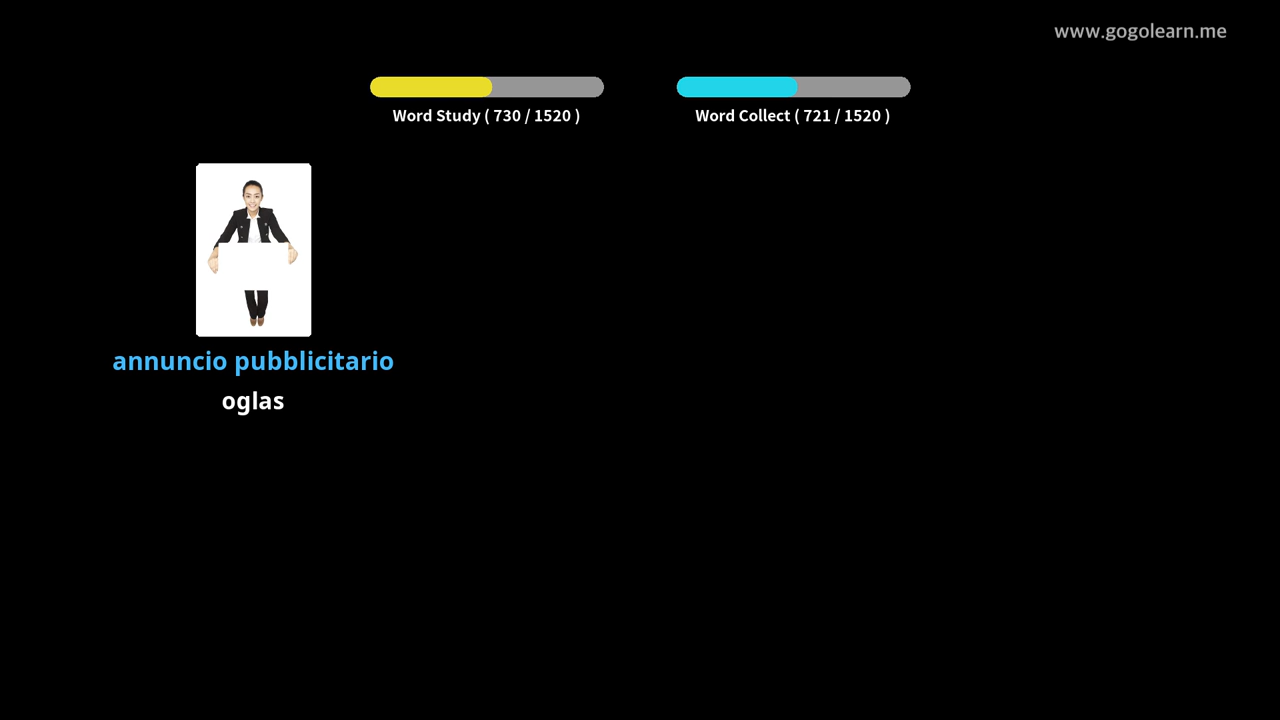 www.gogolearn.me
Word Study ( 730 / 1520 )
Word Collect ( 721 / 1520 )
annuncio pubblicitario
oglas